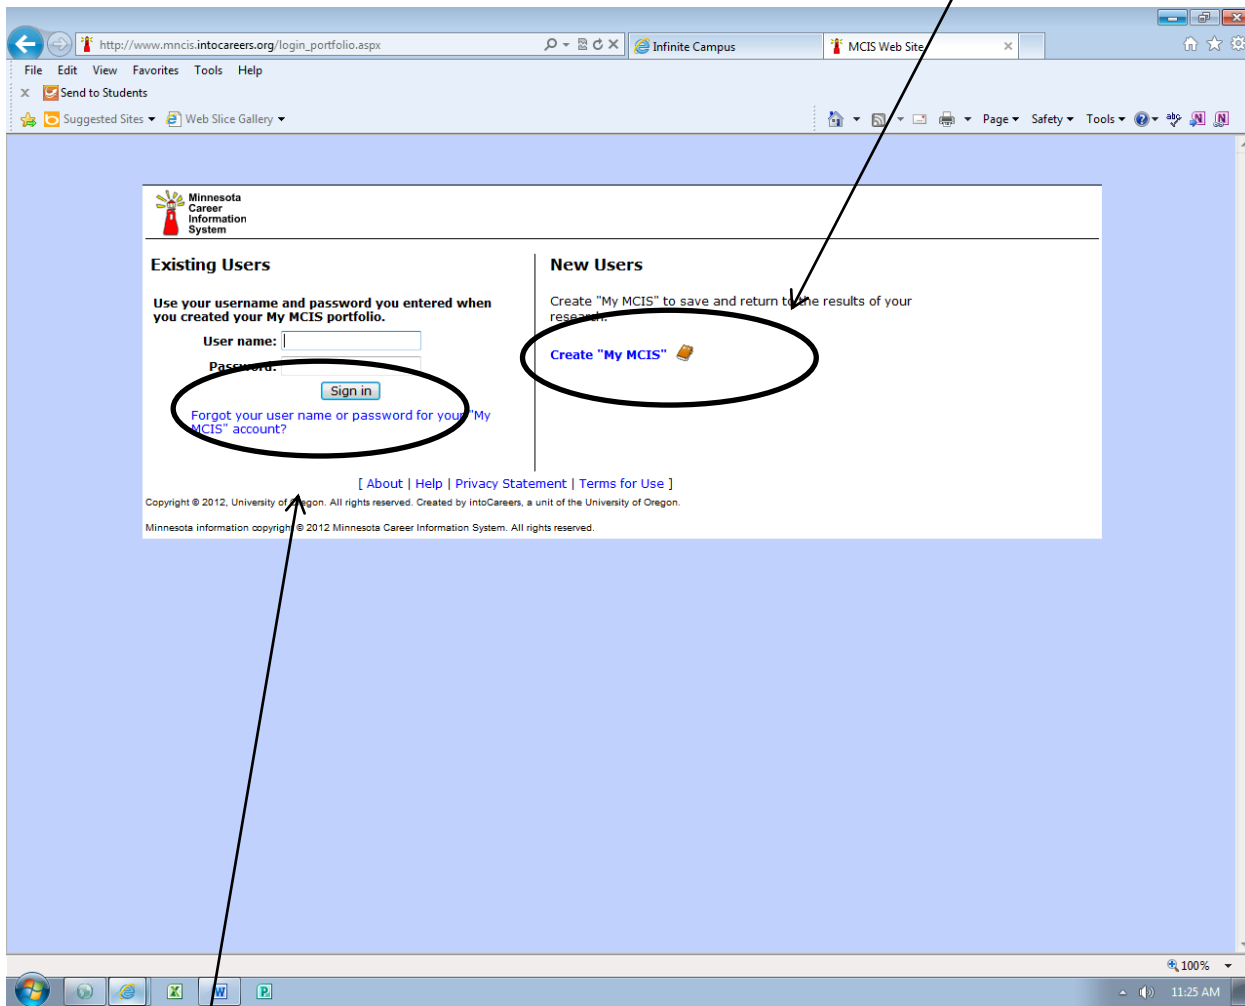 http://www.mncis.intocareers.org/login_portfolio.aspx
Infinite Campus
MCIS Web Site
File Edit View Favorites Tools Help
Send to Students
Suggested Sites
Web Slice Gallery
Page Safety Tools
abc
Minnesota
Career
Information
System
Existing Users
Use your username and password you entered when
you created your My MCIS portfolio.
User name:
Password:
Sign in
Forgot your user name or password for your "My
MCIS" account?
New Users
Create "My MCIS" to save and return to the results of your
research.
Create "My MCIS"
[ About | Help | Privacy Statement | Terms for Use ]
Copyright © 2012, University of Oregon. All rights reserved. Created by intoCareers, a unit of the University of Oregon.
Minnesota information copyright © 2012 Minnesota Career Information System. All rights reserved.
100%
11:25 AM